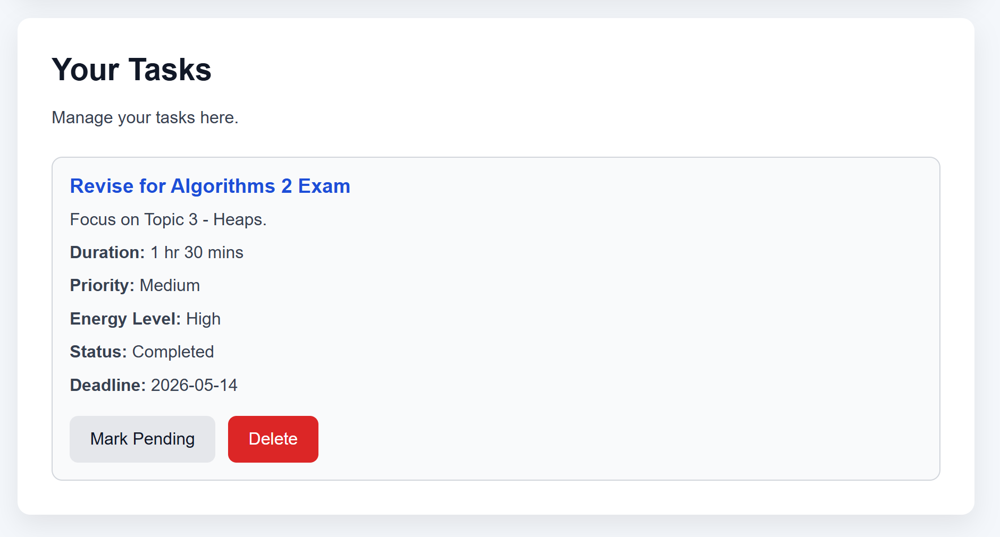 Your Tasks
Manage your tasks here.
Revise for Algorithms 2 Exam
Focus on Topic 3 - Heaps.
Duration: 1 hr 30 mins
Priority: Medium
Energy Level: High
Status: Completed
Deadline: 2026-05-14
Mark Pending
Delete